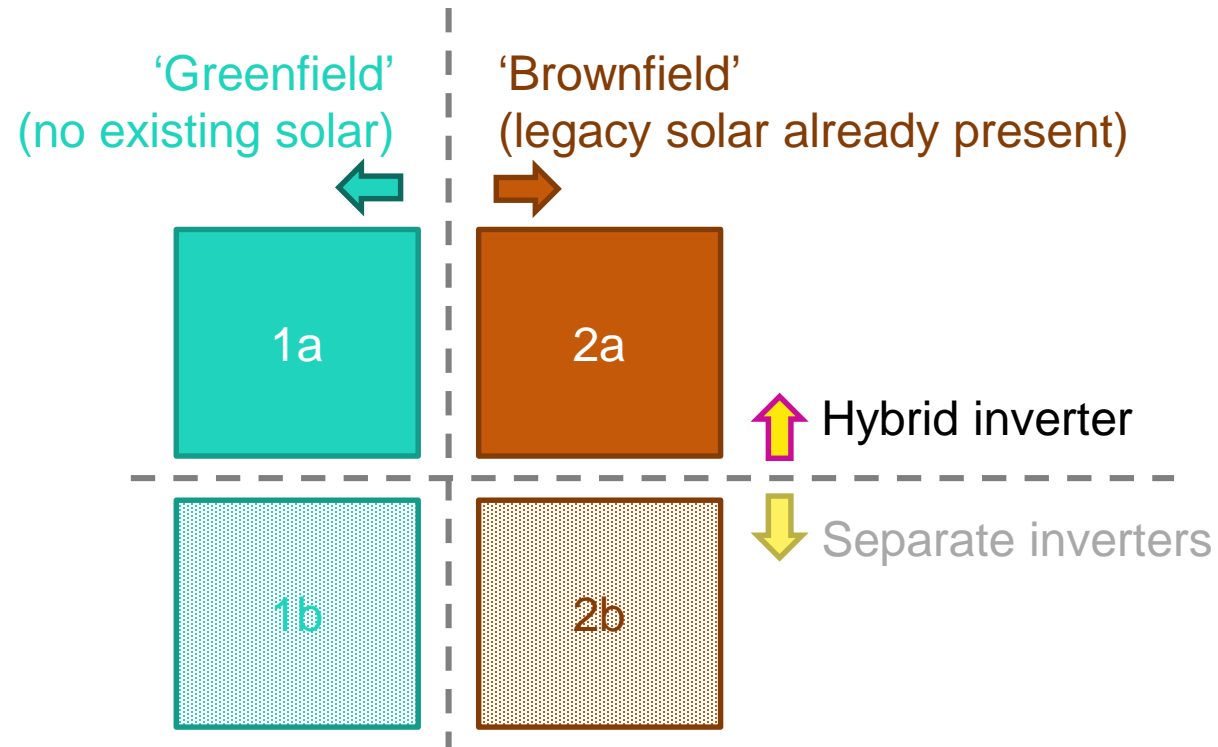 ‘Greenfield’
(no existing solar)
‘Brownfield’
(legacy solar already present)
1a
2a
Hybrid inverter
Separate inverters
1b
2b